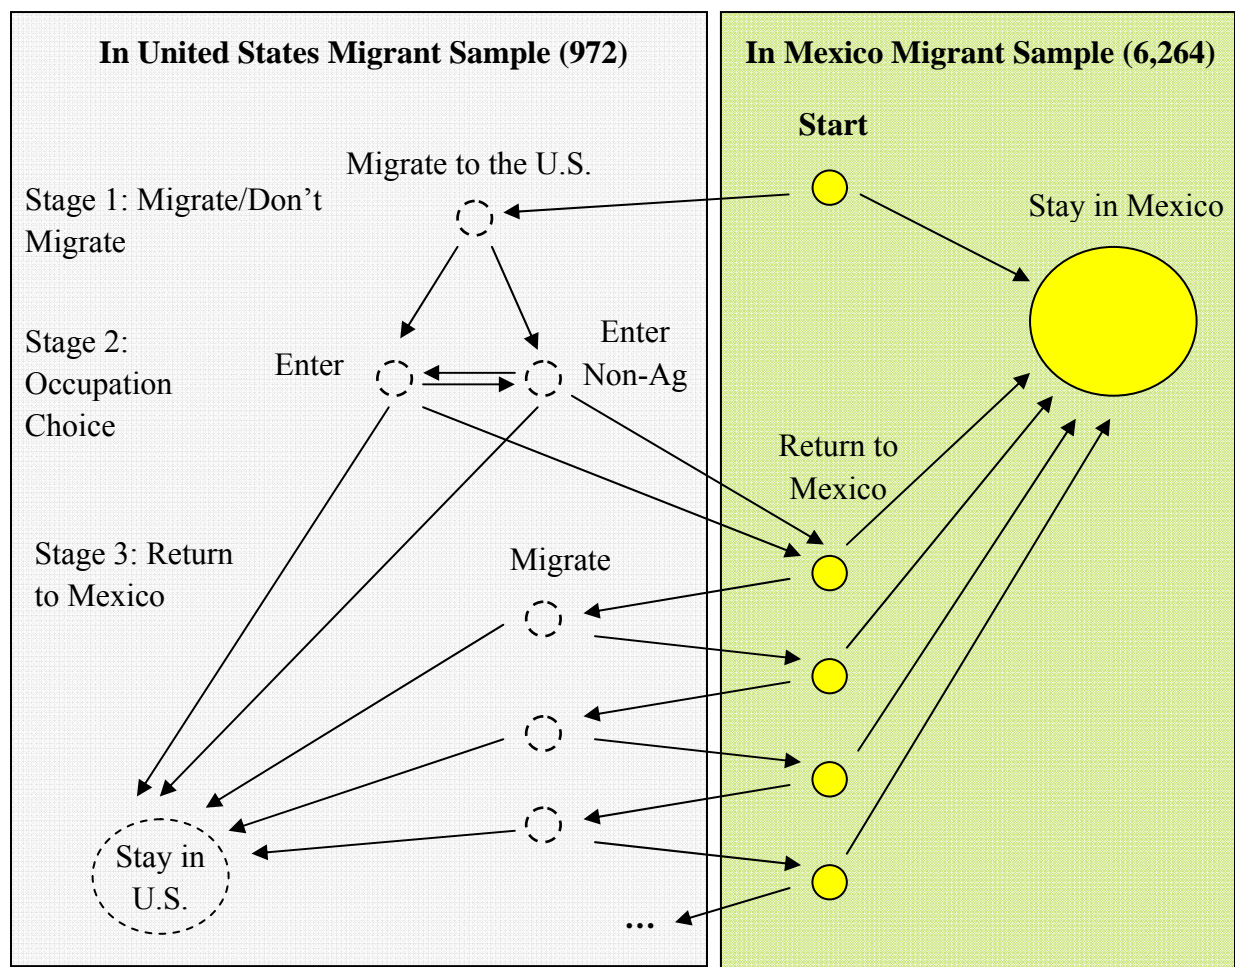 In United States Migrant Sample (972)
In Mexico Migrant Sample (6,264)
Start
Migrate to the U.S.
Stage 1: Migrate/Don’t
Migrate
Stay in Mexico
Stage 2:
Occupation
Choice
Enter
Enter
Non-Ag
Return to
Mexico
Stage 3: Return
to Mexico
Migrate
Stay in
U.S.
...